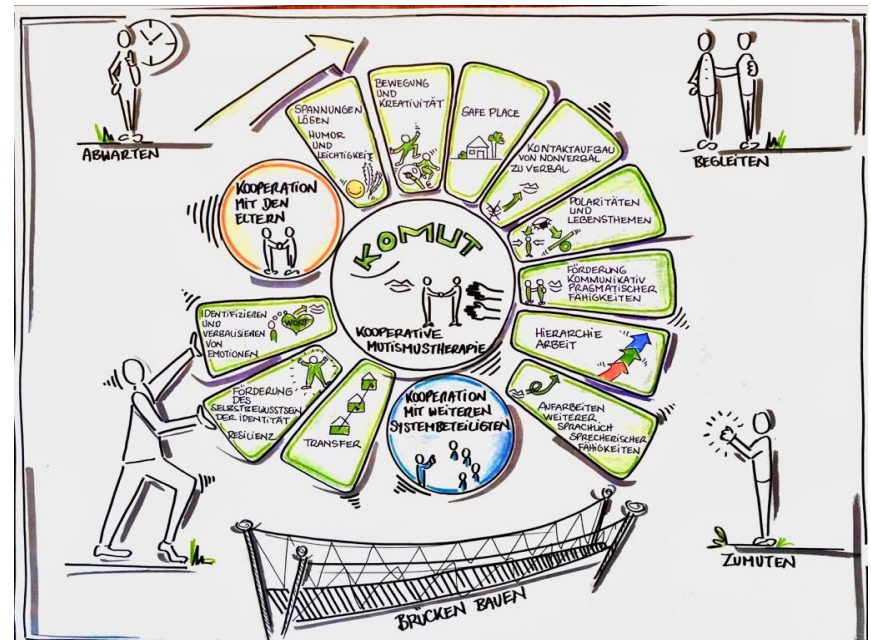 ABWARTEN
BEGLEITEN
SPANNUNGEN
LÖSEN
HUMOR
UND
LEICHTIGKEIT
BEWEGUNG
UND
KREATIVITÄT
SAFE PLACE
KONTAKTAUFBAU
VON NONVERBAL
ZU VERBAL
POLARITÄTEN
UND
LEBENSTHEMEN
FÖRDERUNG
KOMMUNIKATIV
PRAGMATISCHER
FÄHIGKEITEN
HIERARCHIE
ARBEIT
AUFARBEITEN
WEITERER
SPRACHLICH
SPRECHERISCHER
FÄHIGKEITEN
KOOPERATION
MIT WEITEREN
SYSTEMBETEILIGTEN
TRANSFER
FÖRDERUNG
DES
SELBSTBEWUSSTSEIN
DER IDENTITÄT
RESILIENZ
IDENTIFIZIEREN
UND
VERBALISIEREN
VON
EMOTIONEN
WORT
KOOPERATION
MIT DEN
ELTERN
KOMUT
KOOPERATIVE
MUTISMUSTHERAPIE
ZUMUTEN
BRÜCKEN BAUEN